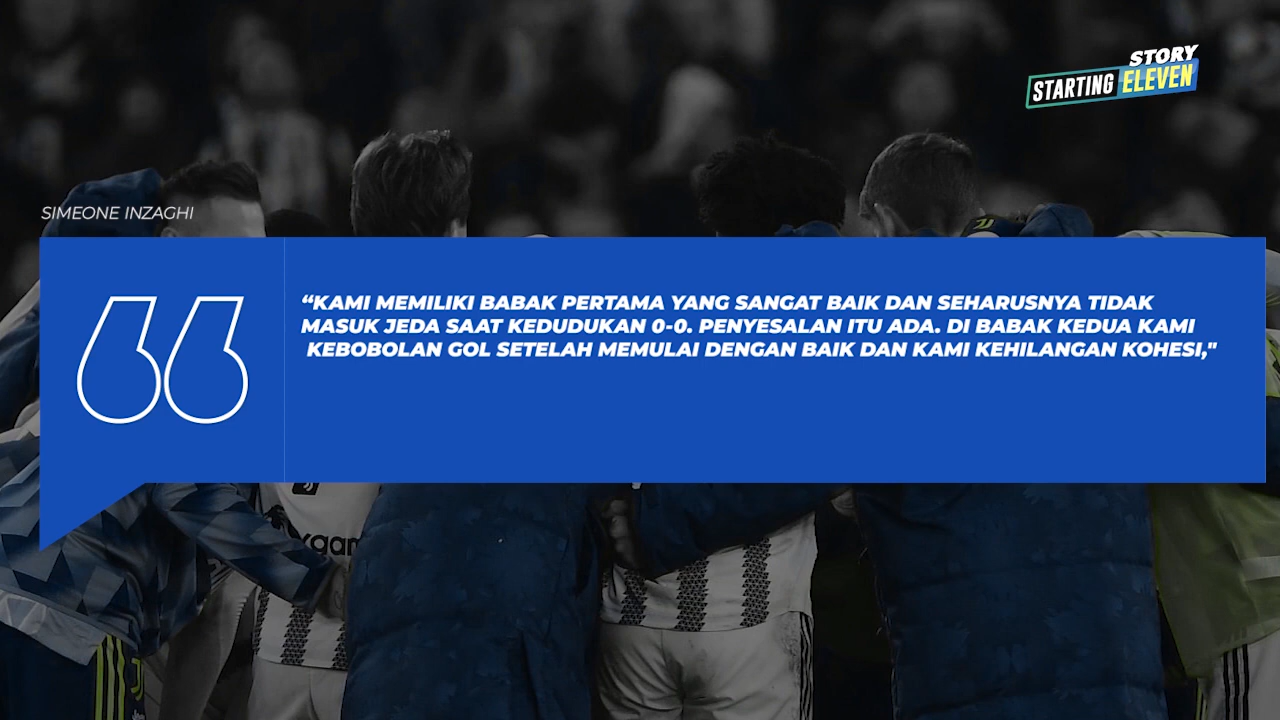 STORY
STARTING ELEVEN
SIMEONE INZAGHI
“KAMI MEMILIKI BABAK PERTAMA YANG SANGAT BAIK DAN SEHARUSNYA TIDAK
MASUK JEDA SAAT KEDUDUKAN 0-0. PENYESALAN ITU ADA. DI BABAK KEDUA KAMI
KEBOBOLAN GOL SETELAH MEMULAI DENGAN BAIK DAN KAMI KEHILANGAN KOHESI,"